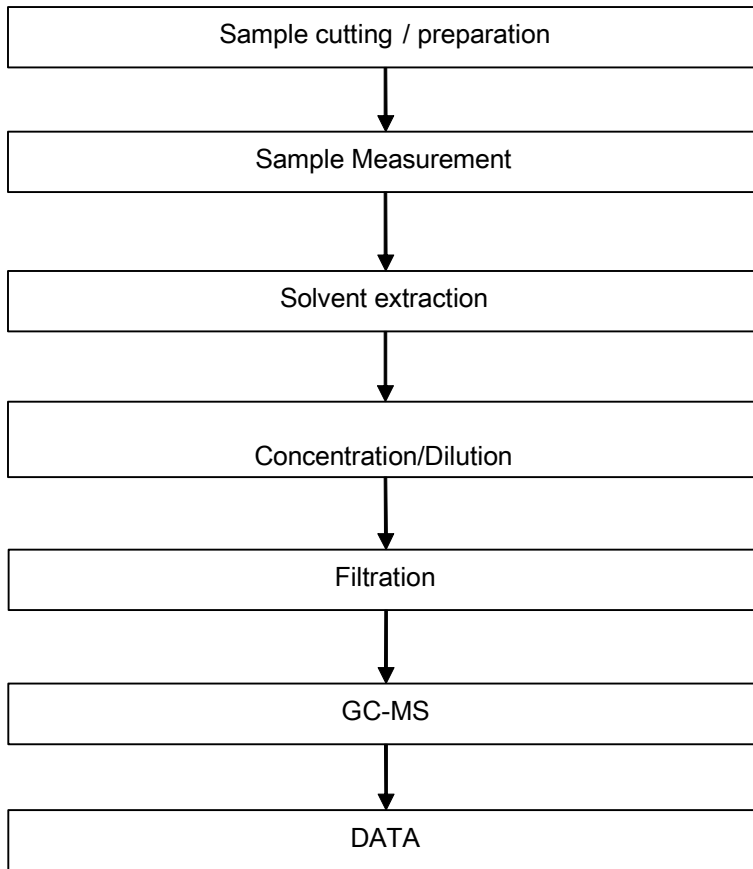 Sample cutting / preparation
Sample Measurement
Solvent extraction
Concentration/Dilution
Filtration
GC-MS
DATA